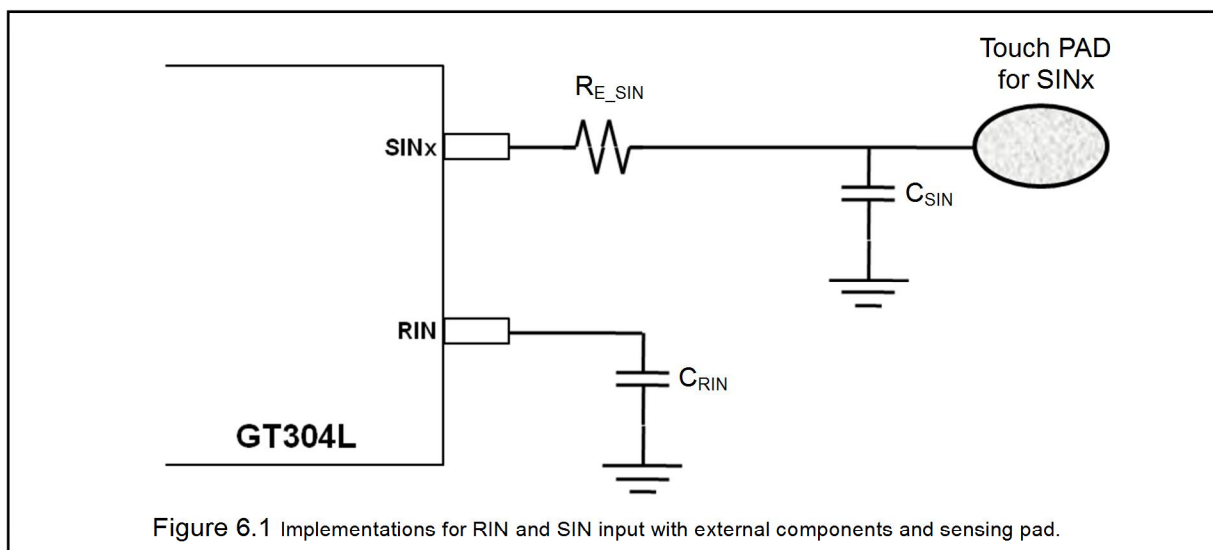 Touch PAD
for SINx
R_E_SIN
SINx
C_SIN
RIN
C_RIN
GT304L
Figure 6.1 Implementations for RIN and SIN input with external components and sensing pad.